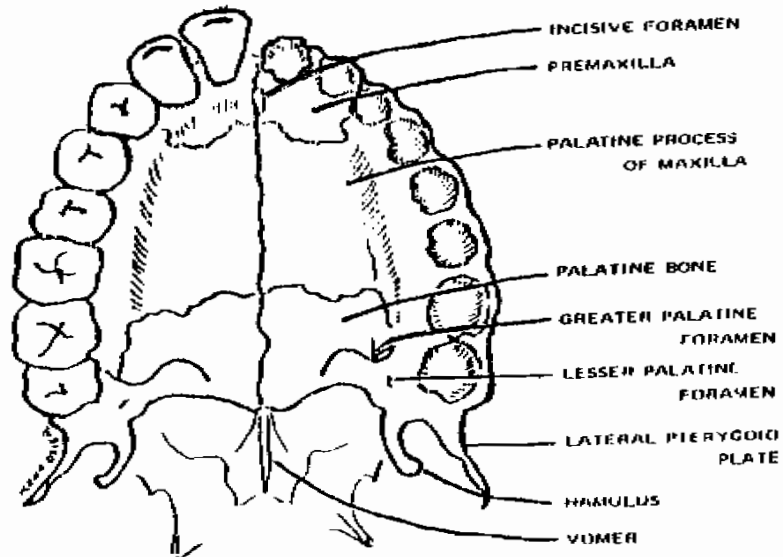 INCISIVE FORAMEN
PREMAXILLA
PALATINE PROCESS
OF MAXILLA
PALATINE BONE
GREATER PALATINE
FORAMEN
LESSER PALATINE
FORAMEN
LATERAL PTERYGOID
PLATE
HAMULUS
VOMER